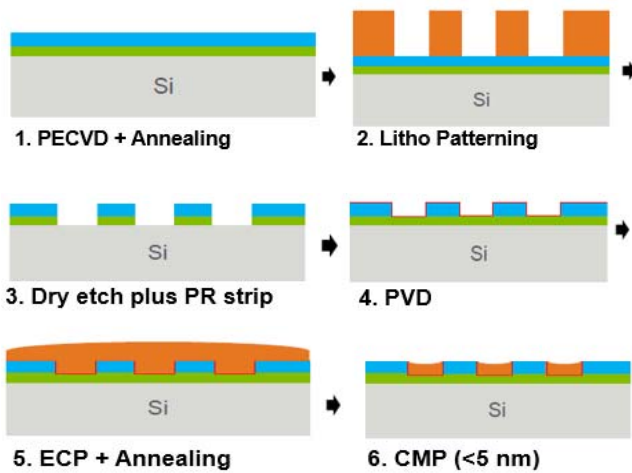 Si
1. PECVD + Annealing
Si
2. Litho Patterning
Si
3. Dry etch plus PR strip
Si
4. PVD
Si
5. ECP + Annealing
Si
6. CMP (<5 nm)